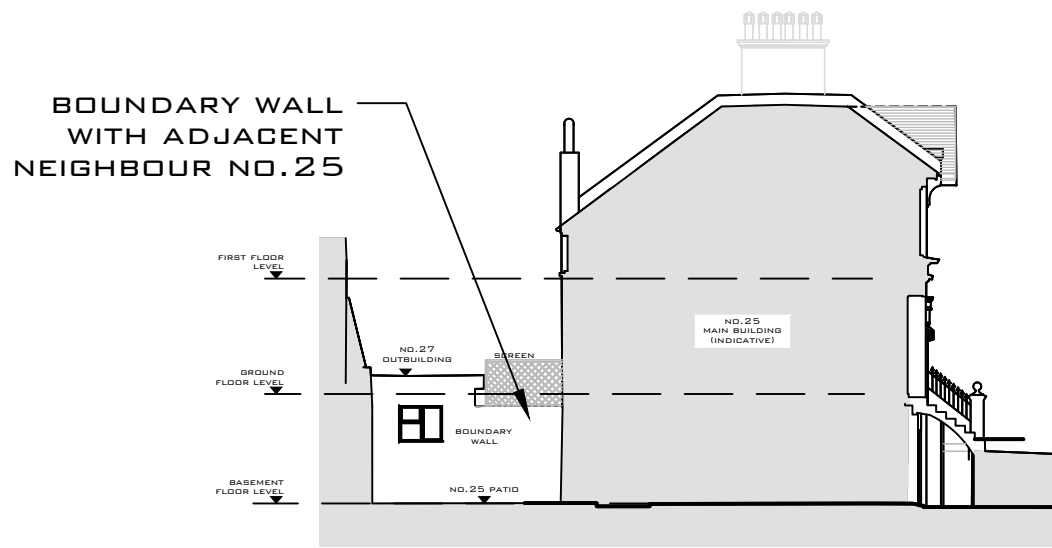 BOUNDARY WALL
WITH ADJACENT
NEIGHBOUR NO.25
FIRST FLOOR
LEVEL
NO.25
MAIN BUILDING
(INDICATIVE)
NO.27
OUTBUILDING
SCREEN
GROUND
FLOOR LEVEL
BOUNDARY
WALL
BASEMENT
FLOOR LEVEL
NO.25 PATIO